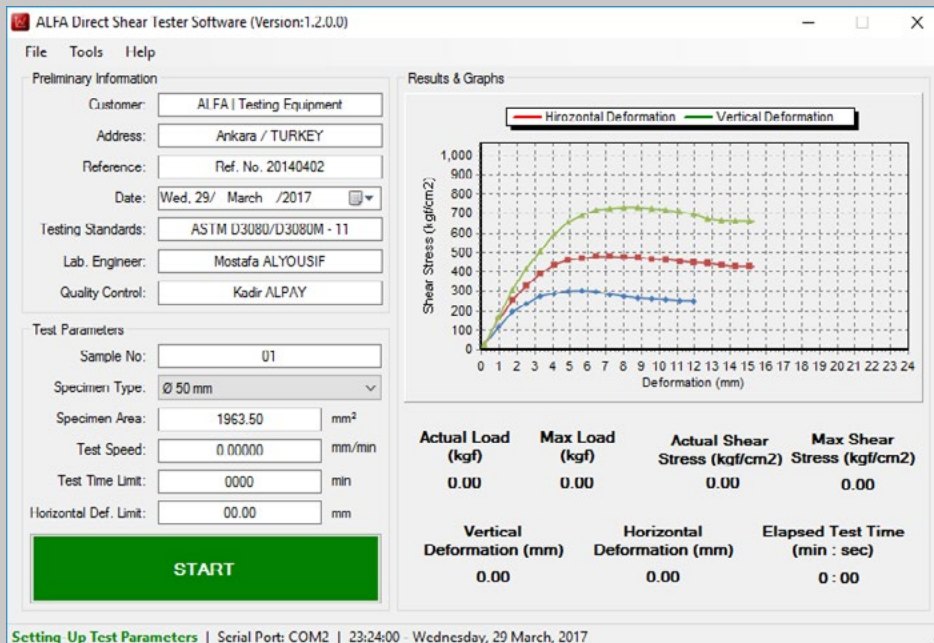 ALFA Direct Shear Tester Software (Version:1.2.0.0)
File Tools Help
Preliminary Information
Customer: ALFA | Testing Equipment
Address: Ankara / TURKEY
Reference: Ref. No. 20140402
Date: Wed, 29/ March /2017
Testing Standards: ASTM D3080/D3080M - 11
Lab. Engineer: Mostafa ALYOUSIF
Quality Control: Kadir ALPAY
Test Parameters
Sample No: 01
Specimen Type: Ø 50 mm
Specimen Area: 1963.50 mm²
Test Speed: 0.00000 mm/min
Test Time Limit: 0000 min
Horizontal Def. Limit: 00.00 mm
START
Results & Graphs
Hirozontal Deformation Vertical Deformation
Shear Stress (kgf/cm2)
1,000
900
800
700
600
500
400
300
200
100
0
0 1 2 3 4 5 6 7 8 9 10 11 12 13 14 15 16 17 18 19 20 21 22 23 24
Deformation (mm)
Actual Load (kgf)
0.00
Max Load (kgf)
0.00
Actual Shear Stress (kgf/cm2)
0.00
Max Shear Stress (kgf/cm2)
0.00
Vertical Deformation (mm)
0.00
Horizontal Deformation (mm)
0.00
Elapsed Test Time (min : sec)
0 : 00
Setting-Up Test Parameters | Serial Port: COM2 | 23:24:00 - Wednesday, 29 March, 2017